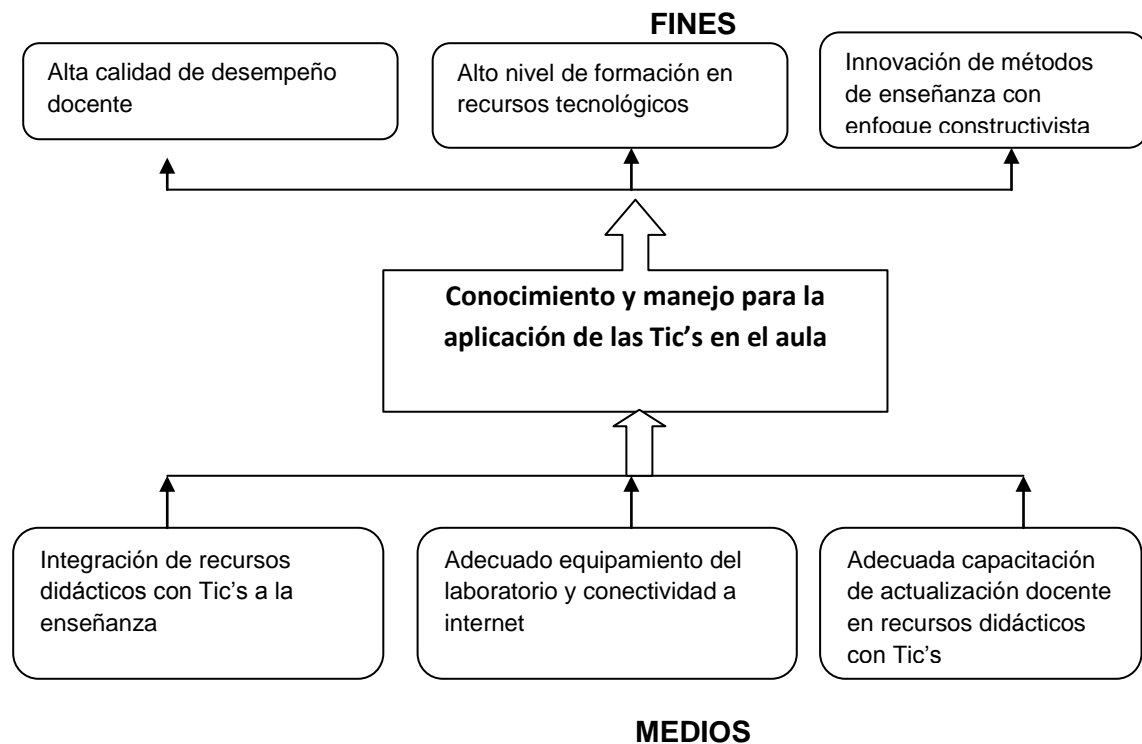 FINES
Alta calidad de desempeño
docente
Alto nivel de formación en
recursos tecnológicos
Innovación de métodos
de enseñanza con
enfoque constructivista
Conocimiento y manejo para la
aplicación de las Tic’s en el aula
Integración de recursos
didácticos con Tic’s a la
enseñanza
Adecuado equipamiento del
laboratorio y conectividad a
internet
Adecuada capacitación
de actualización docente
en recursos didácticos
con Tic’s
MEDIOS